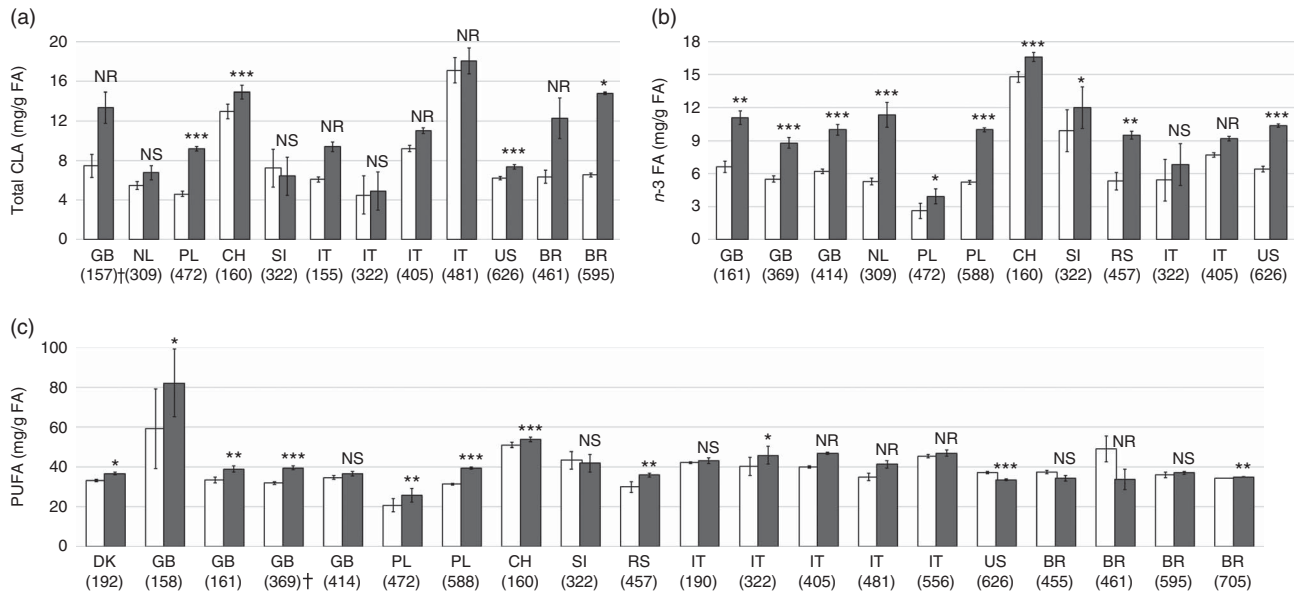 (a)
Total CLA (mg/g FA)
20
16
12
8
4
0
NR
NS
***
***
NS
NR
NS
NR
NR
***
NR
*
GB NL PL CH SI IT IT IT IT US BR BR
(157)† (309) (472) (160) (322) (155) (322) (405) (481) (626) (461) (595)
(b)
n-3 FA (mg/g FA)
18
15
12
9
6
3
0
**
***
***
***
*
***
***
*
**
NS
NR
***
GB GB GB NL PL PL CH SI RS IT IT US
(161) (369) (414) (309) (472) (588) (160) (322) (457) (322) (405) (626)
(c)
PUFA (mg/g FA)
100
80
60
40
20
0
*
*
**
***
NS
**
***
***
NS
**
NS
*
NR
NR
NR
***
NS
NR
NS
**
DK GB GB GB GB PL PL CH SI RS IT IT IT IT IT US BR BR BR BR
(192) (158) (161) (369)† (414) (472) (588) (160) (322) (457) (190) (322) (405) (481) (556) (626) (455) (461) (595) (705)